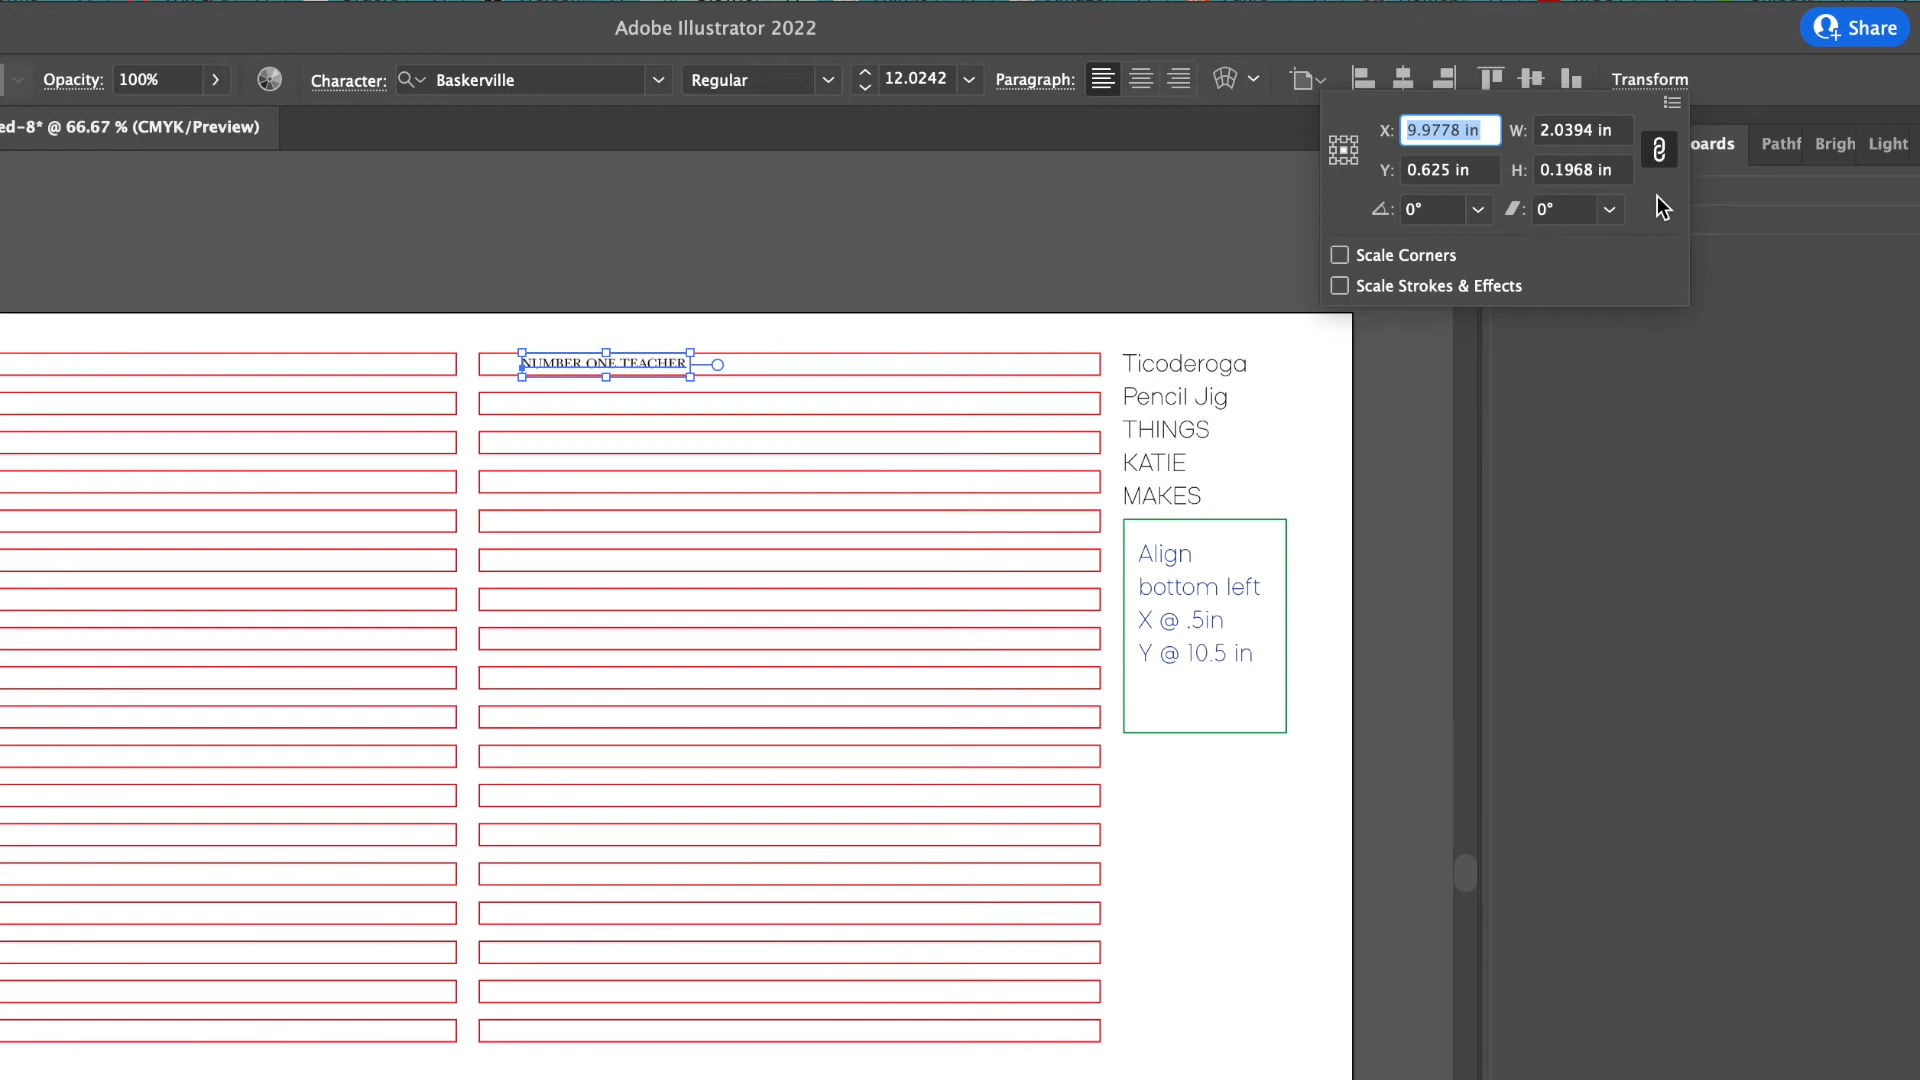 Adobe Illustrator 2022
Share
Opacity: 100% Character: Baskerville Regular 12.0242 Paragraph: Transform
ed-8* @ 66.67 % (CMYK/Preview)
X: 9.9778 in W: 2.0394 in
Y: 0.625 in H: 0.1968 in
0° 0°
Scale Corners
Scale Strokes & Effects
oards Pathf Brigh Light
NUMBER ONE TEACHER
Ticoderoga
Pencil Jig
THINGS
KATIE
MAKES
Align
bottom left
X @ .5in
Y @ 10.5 in